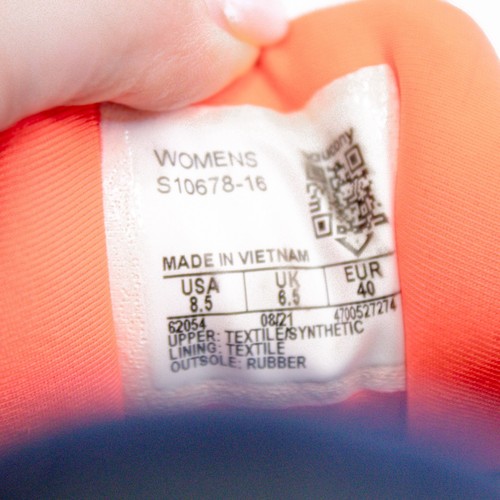 WOMENS
S10678-16
saucony
MADE IN VIETNAM
USA UK EUR
8.5 6.5 40
62054 08/21 4700527274
UPPER: TEXTILE/SYNTHETIC
LINING: TEXTILE
OUTSOLE: RUBBER